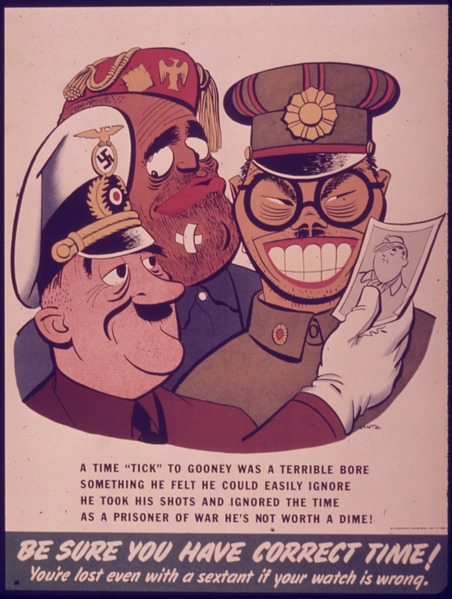 A TIME "TICK" TO GOONEY WAS A TERRIBLE BORE
SOMETHING HE FELT HE COULD EASILY IGNORE
HE TOOK HIS SHOTS AND IGNORED THE TIME
AS A PRISONER OF WAR HE'S NOT WORTH A DIME!
BE SURE YOU HAVE CORRECT TIME!
You're lost even with a sextant if your watch is wrong.